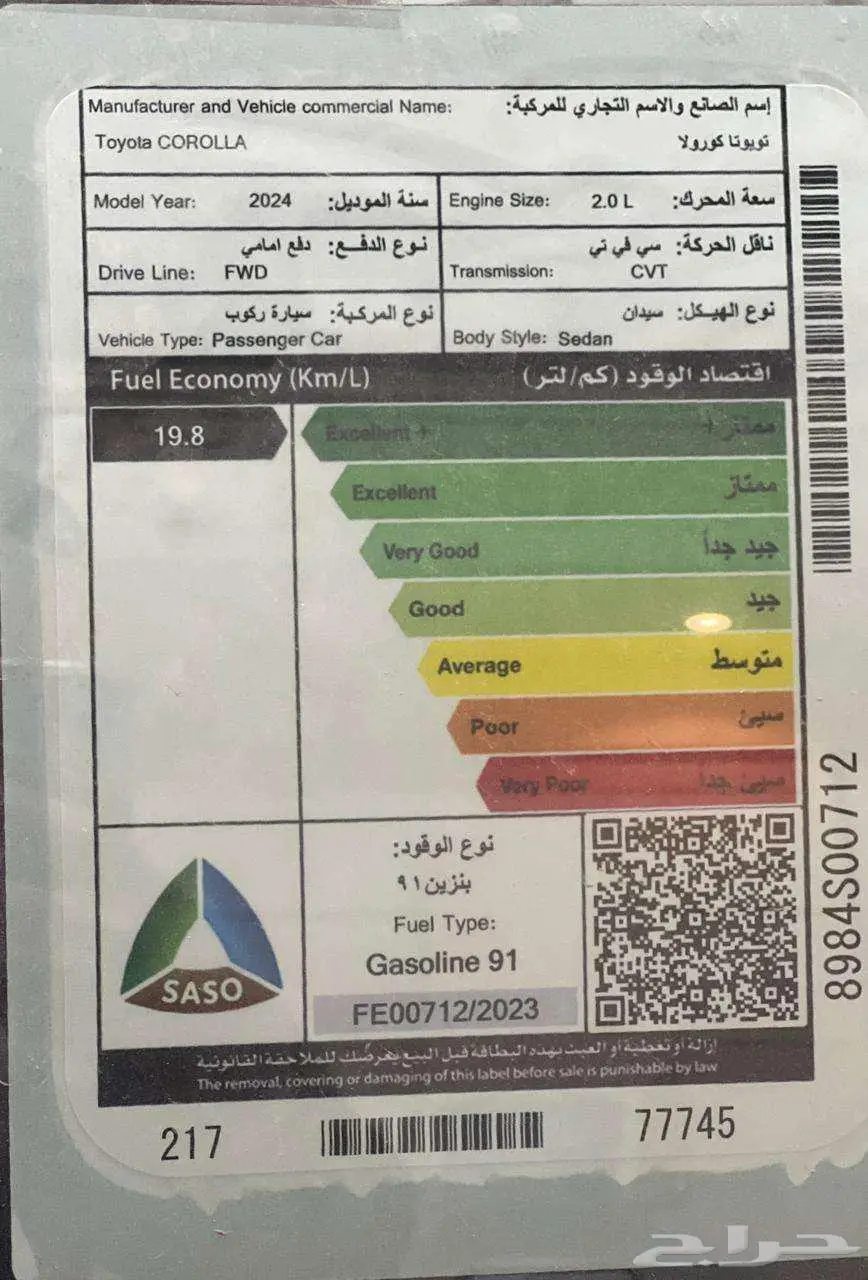 Manufacturer and Vehicle commercial Name: إسم الصانع والاسم التجاري للمركبة:
Toyota COROLLA تويوتا كورولا
Model Year: 2024 سنة الموديل:
Engine Size: 2.0 L سعة المحرك:
نوع الدفع: دفع امامي
Drive Line: FWD
ناقل الحركة: سي في تي
Transmission: CVT
نوع المركبة: سيارة ركوب
Vehicle Type: Passenger Car
نوع الهيكل: سيدان
Body Style: Sedan
Fuel Economy (Km/L) اقتصاد الوقود (كم/لتر)
19.8
Excellent + ممتاز +
Excellent ممتاز
Very Good جيد جداً
Good جيد
Average متوسط
Poor سيئ
Very Poor سيئ جدا
SASO
نوع الوقود:
بنزين ٩١
Fuel Type:
Gasoline 91
FE00712/2023
إزالة أو تغطية أو العبث بهذه البطاقة قبل البيع يعرضك للملاحقة القانونية
The removal, covering or damaging of this label before sale is punishable by law
217 77745
8984S00712
حراج